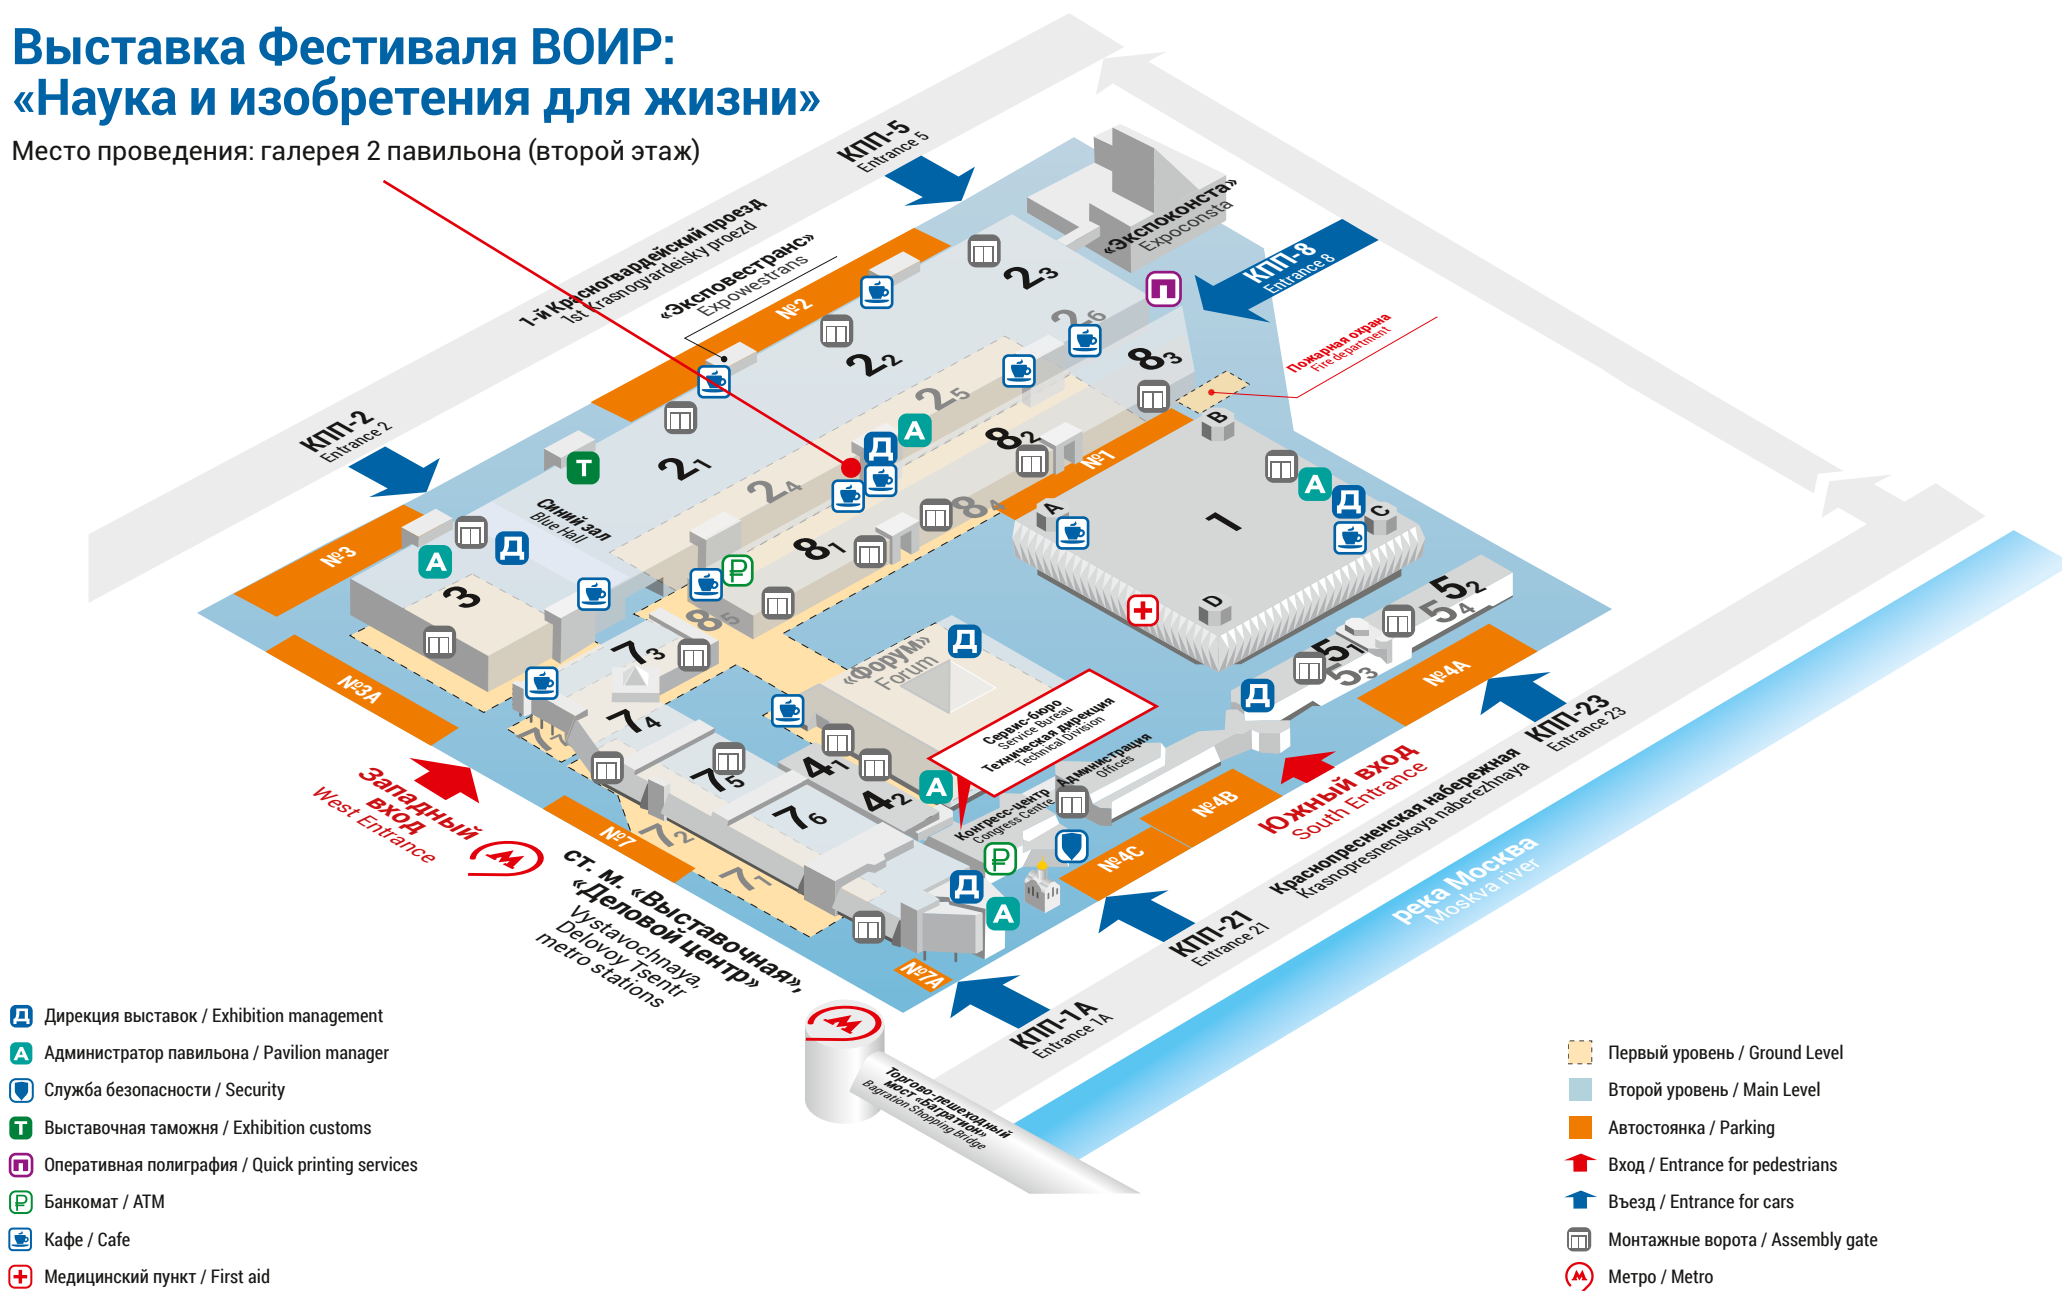 Выставка Фестиваля ВОИР:
«Наука и изобретения для жизни»
Место проведения: галерея 2 павильона (второй этаж)
КПП-5
Entrance 5
1-й Красногвардейский проезд
1st Krasnogvardeisky proezd
«Эксповестранс»
Expowestrans
«Экспоконста»
Expoconsta
КПП-8
Entrance 8
Пожарная охрана
Fire department
КПП-2
Entrance 2
№2
2₃
2₂
2-6
2₅
2₁
2₄
8₃
8₂
8₄
8₁
8₅
№1
B
A
C
D
1
П
Т
Д
А
Синий зал
Blue Hall
№3
А
Д
3
А
Д
№3A
7₃
7₄
7₂
7₅
7₆
7₂
7₁
4₁
4₂
«Форум»
Forum
Д
5₂
5₄
5₁
5₃
Д
№4A
№4B
№4C
№7
№7A
Сервис-бюро
Service Bureau
Техническая дирекция
Technical Division
Администрация
Offices
Конгресс-центр
Congress Centre
А
Д
А
Западный
вход
West Entrance
Южный вход
South Entrance
КПП-23
Entrance 23
Краснопресненская набережная
Krasnopresnenskaya naberezhnaya
КПП-21
Entrance 21
река Москва
Moskva river
КПП-1А
Entrance 1A
ст. м. «Выставочная»,
«Деловой центр»
Vystavochnaya,
Delovoy Tsentr
metro stations
Торгово-пешеходный
мост «Багратион»
Bagration Shopping Bridge
Д Дирекция выставок / Exhibition management
А Администратор павильона / Pavilion manager
Служба безопасности / Security
Т Выставочная таможня / Exhibition customs
П Оперативная полиграфия / Quick printing services
₽ Банкомат / ATM
Кафе / Cafe
Медицинский пункт / First aid
Первый уровень / Ground Level
Второй уровень / Main Level
Автостоянка / Parking
Вход / Entrance for pedestrians
Въезд / Entrance for cars
Монтажные ворота / Assembly gate
М Метро / Metro